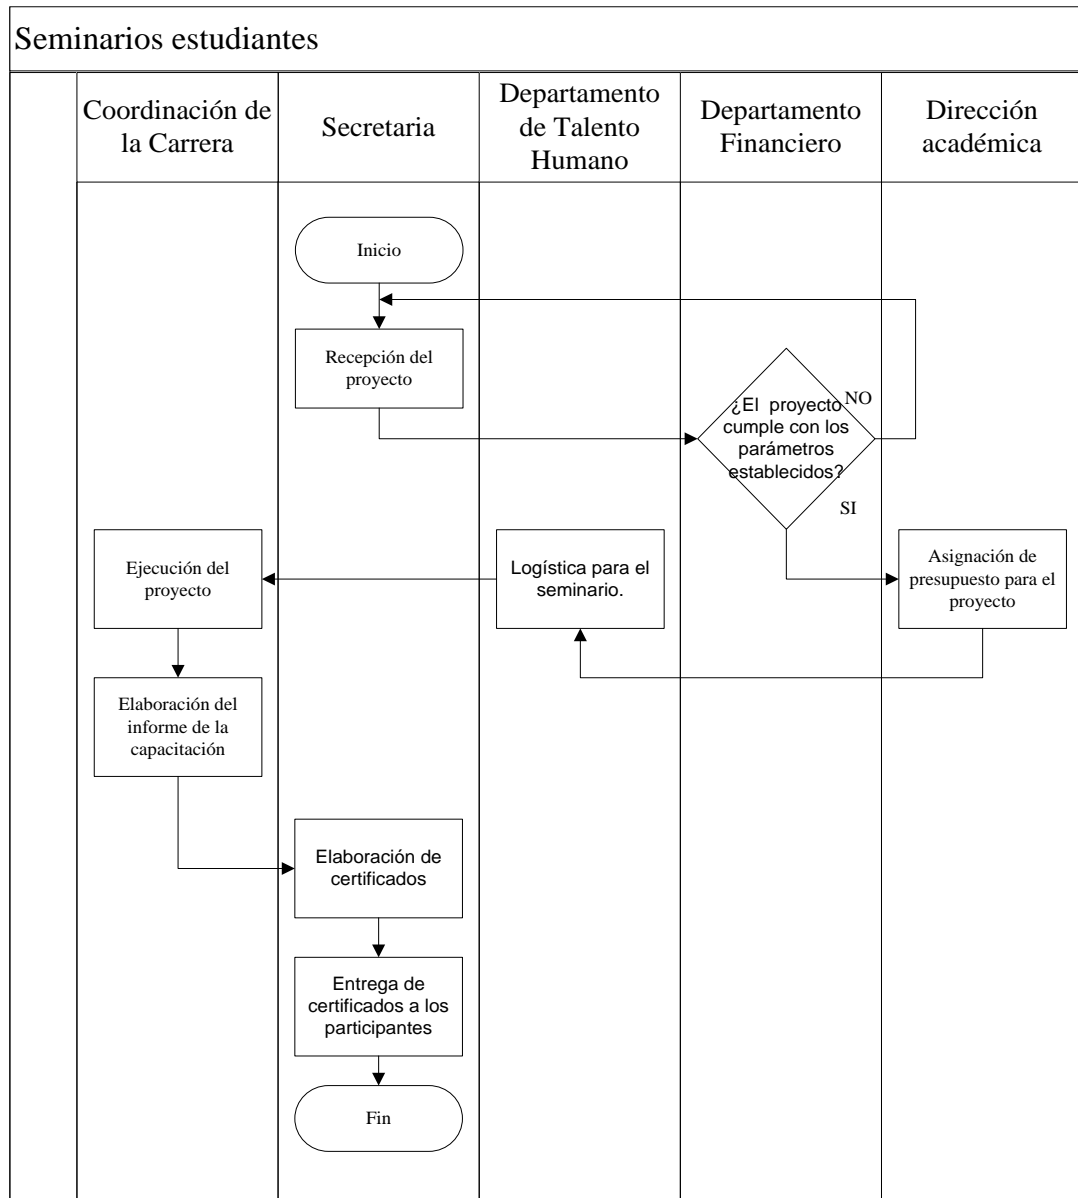 Seminarios estudiantes
Coordinación de
la Carrera
Secretaria
Departamento
de Talento
Humano
Departamento
Financiero
Dirección
académica
Inicio
Recepción del
proyecto
¿El proyecto
cumple con los
parámetros
establecidos?
NO
SI
Ejecución del
proyecto
Logística para el
seminario.
Asignación de
presupuesto para el
proyecto
Elaboración del
informe de la
capacitación
Elaboración de
certificados
Entrega de
certificados a los
participantes
Fin